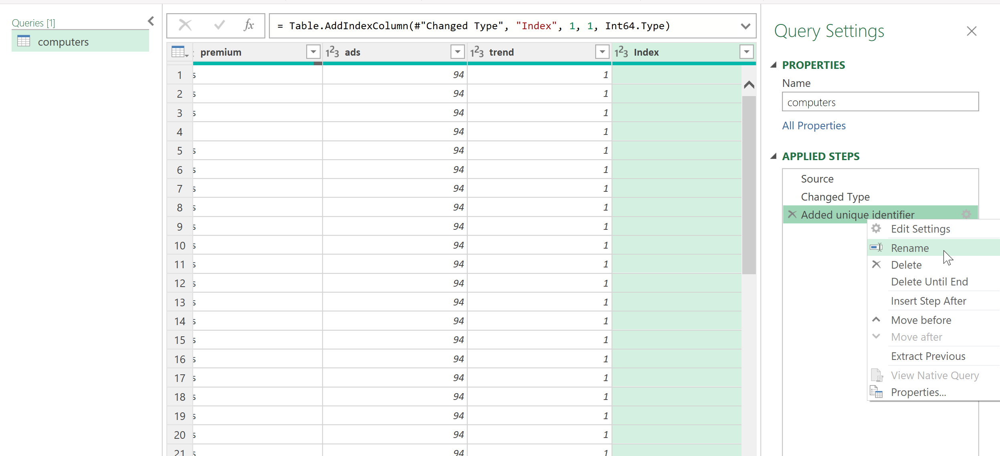 Queries [1]
computers
fx
= Table.AddIndexColumn(#"Changed Type", "Index", 1, 1, Int64.Type)
premium 123 ads 123 trend 123 Index
1 s 94 1
2 s 94 1
3 s 94 1
4 94 1
5 s 94 1
6 s 94 1
7 s 94 1
8 s 94 1
9 s 94 1
10 s 94 1
11 s 94 1
12 s 94 1
13 s 94 1
14 s 94 1
15 s 94 1
16 s 94 1
17 s 94 1
18 s 94 1
19 s 94 1
20 s 94 1
21 s 94 1
Query Settings
PROPERTIES
Name
computers
All Properties
APPLIED STEPS
Source
Changed Type
Added unique identifier
Edit Settings
Rename
Delete
Delete Until End
Insert Step After
Move before
Move after
Extract Previous
View Native Query
Properties...